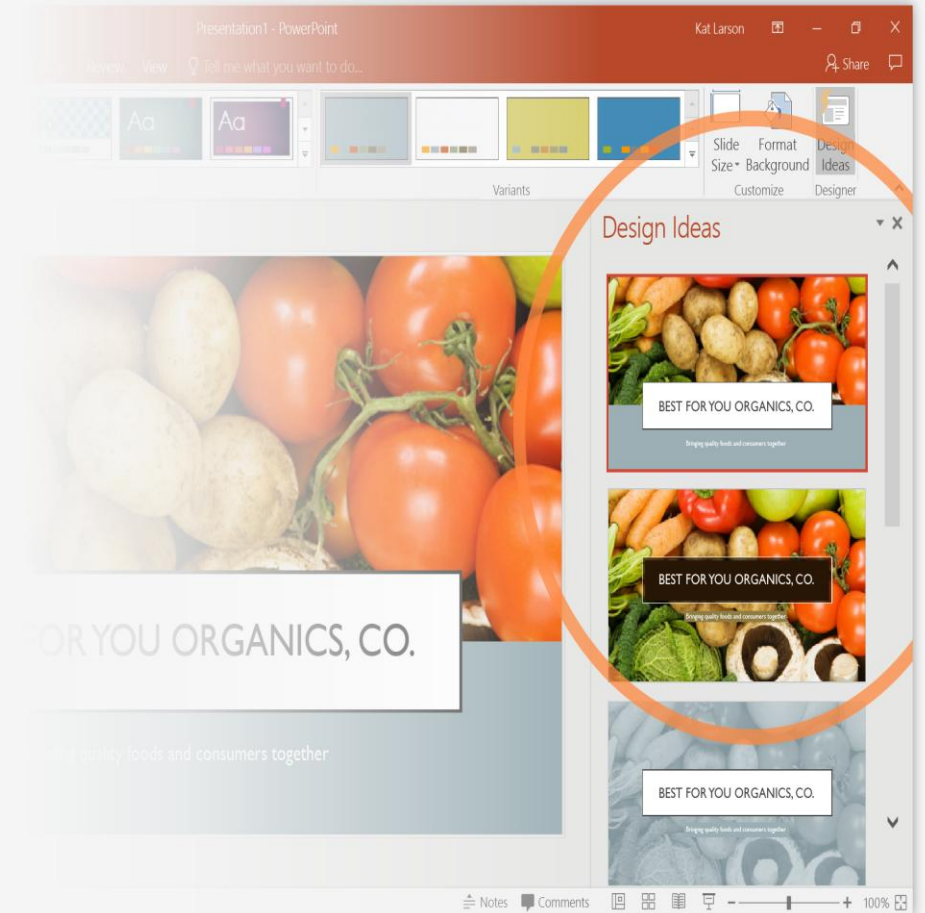 Presentation1 - PowerPoint
Kat Larson
Review View Tell me what you want to do...
Share
Aa
Aa
Slide Size
Format Background
Design Ideas
Variants
Customize
Designer
Design Ideas
BEST FOR YOU ORGANICS, CO.
Bringing quality foods and consumers together
BEST FOR YOU ORGANICS, CO.
Bringing quality foods and consumers together
BEST FOR YOU ORGANICS, CO.
Bringing quality foods and consumers together
OR YOU ORGANICS, CO.
quality foods and consumers together
Notes
Comments
100%